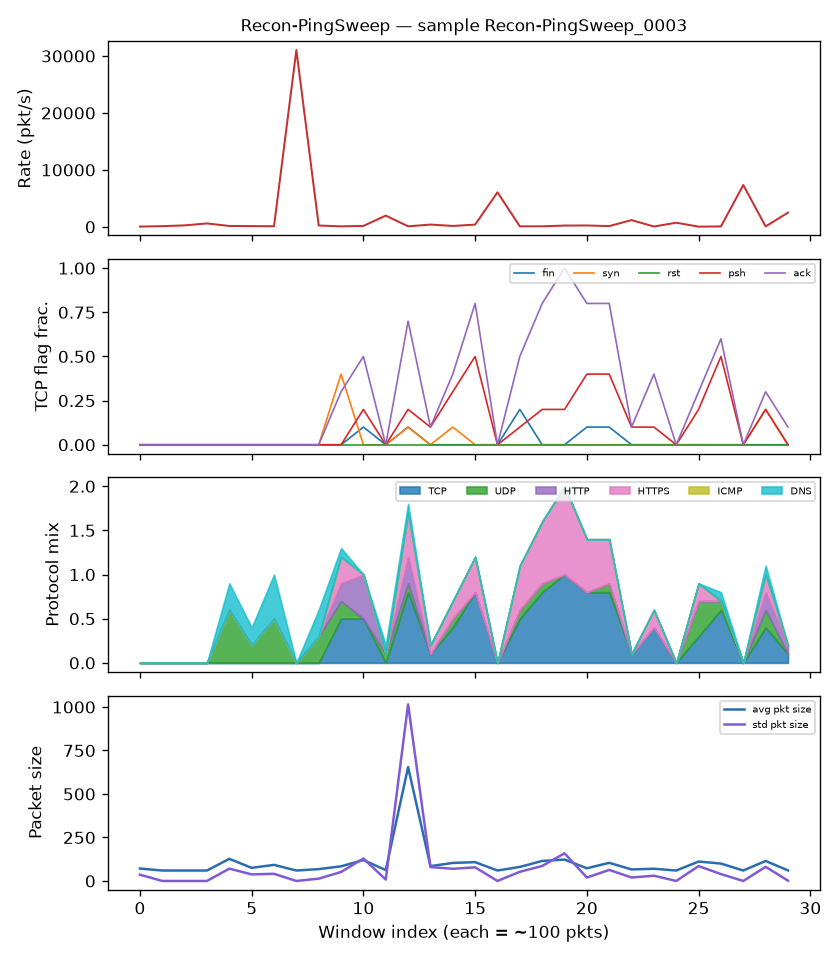 Recon-PingSweep — sample Recon-PingSweep_0003
30000
20000
10000
0
Rate (pkt/s)
fin syn rst psh ack
1.00
0.75
0.50
0.25
0.00
TCP flag frac.
TCP UDP HTTP HTTPS ICMP DNS
2.0
1.5
1.0
0.5
0.0
Protocol mix
avg pkt size
std pkt size
1000
750
500
250
0
Packet size
0 5 10 15 20 25 30
Window index (each = ~100 pkts)